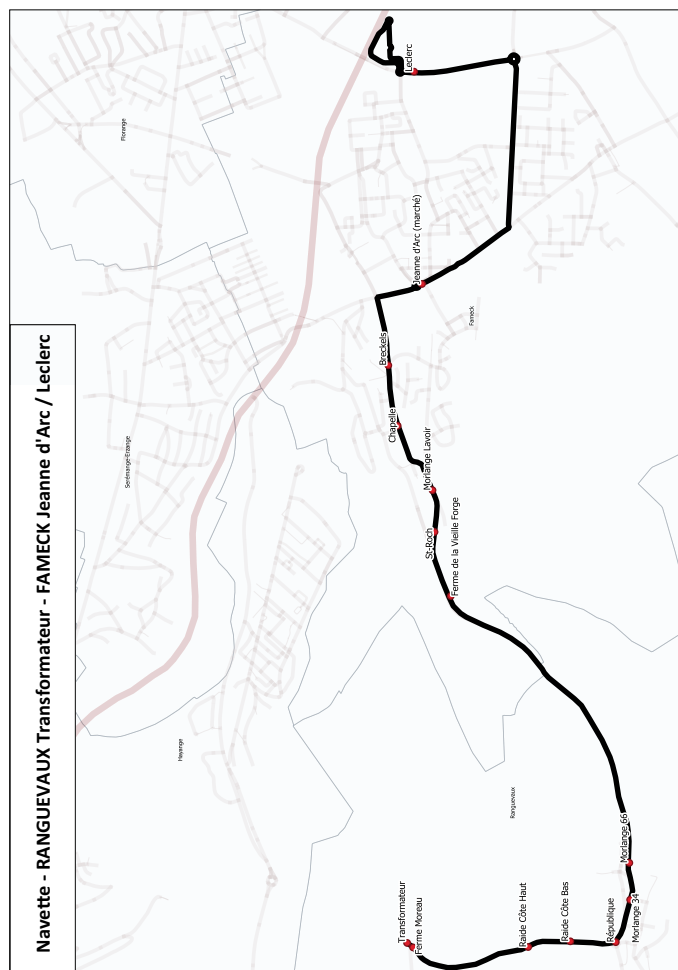 Navette - RANGUEVAUX Transformateur - FAMECK Jeanne d'Arc / Leclerc
Hayange
Serémange-Erzange
Florange
Transformateur
Ferme Moreau
Raide Côte Haut
Raide Côte Bas
République
Morlange 34
Morlange 66
Ranguevaux
Ferme de la Vieille Forge
St-Roch
Morlange Lavoir
Chapelle
Breckels
Jeanne d'Arc (marché)
Fameck
Leclerc